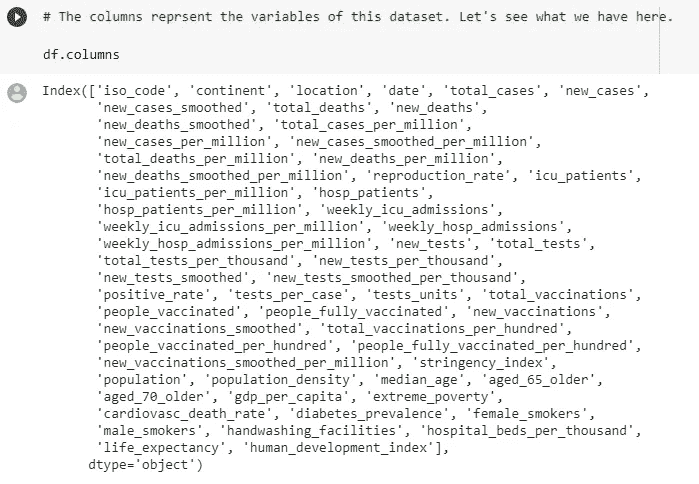 # The columns reprsent the variables of this dataset. Let's see what we have here.
df.columns
Index(['iso_code', 'continent', 'location', 'date', 'total_cases', 'new_cases',
'new_cases_smoothed', 'total_deaths', 'new_deaths',
'new_deaths_smoothed', 'total_cases_per_million',
'new_cases_per_million', 'new_cases_smoothed_per_million',
'total_deaths_per_million', 'new_deaths_per_million',
'new_deaths_smoothed_per_million', 'reproduction_rate', 'icu_patients',
'icu_patients_per_million', 'hosp_patients',
'hosp_patients_per_million', 'weekly_icu_admissions',
'weekly_icu_admissions_per_million', 'weekly_hosp_admissions',
'weekly_hosp_admissions_per_million', 'new_tests', 'total_tests',
'total_tests_per_thousand', 'new_tests_per_thousand',
'new_tests_smoothed', 'new_tests_smoothed_per_thousand',
'positive_rate', 'tests_per_case', 'tests_units', 'total_vaccinations',
'people_vaccinated', 'people_fully_vaccinated', 'new_vaccinations',
'new_vaccinations_smoothed', 'total_vaccinations_per_hundred',
'people_vaccinated_per_hundred', 'people_fully_vaccinated_per_hundred',
'new_vaccinations_smoothed_per_million', 'stringency_index',
'population', 'population_density', 'median_age', 'aged_65_older',
'aged_70_older', 'gdp_per_capita', 'extreme_poverty',
'cardiovasc_death_rate', 'diabetes_prevalence', 'female_smokers',
'male_smokers', 'handwashing_facilities', 'hospital_beds_per_thousand',
'life_expectancy', 'human_development_index'],
dtype='object')